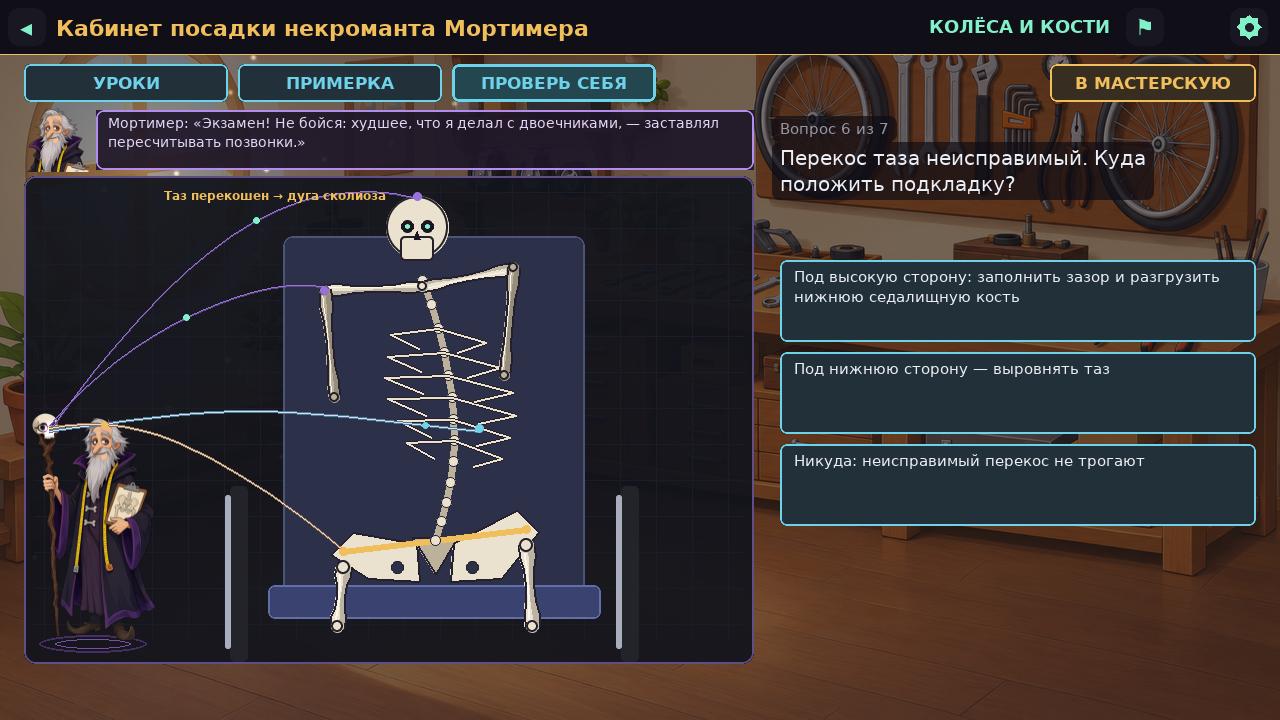 Кабинет посадки некроманта Мортимера
КОЛЁСА И КОСТИ
УРОКИ
ПРИМЕРКА
ПРОВЕРЬ СЕБЯ
В МАСТЕРСКУЮ
Мортимер: «Экзамен! Не бойся: худшее, что я делал с двоечниками, — заставлял
пересчитывать позвонки.»
Таз перекошен → дуга сколиоза
Вопрос 6 из 7
Перекос таза неисправимый. Куда
положить подкладку?
Под высокую сторону: заполнить зазор и разгрузить
нижнюю седалищную кость
Под нижнюю сторону — выровнять таз
Никуда: неисправимый перекос не трогают